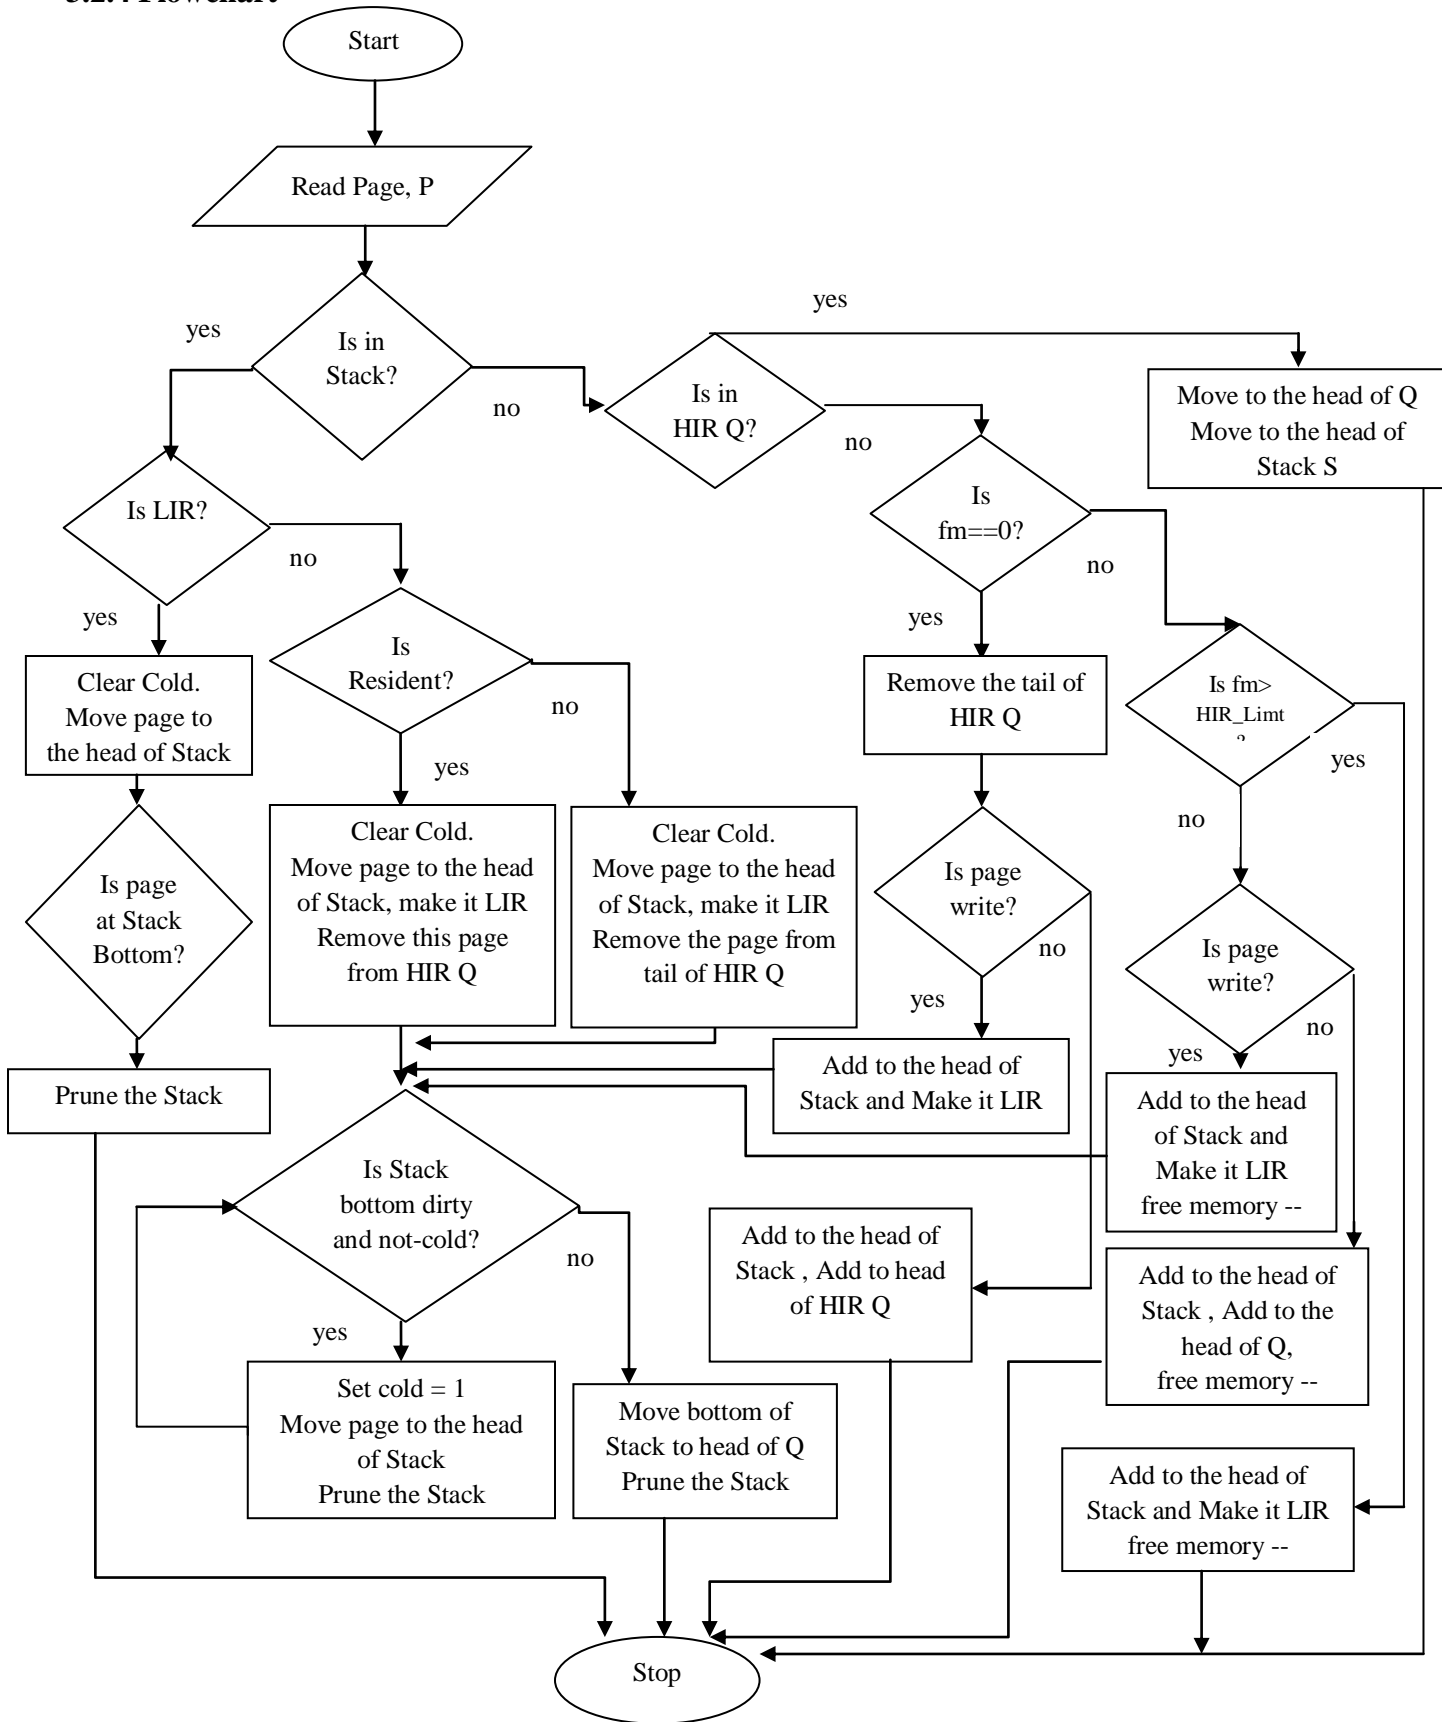 Start
Read Page, P
yes
Is in
Stack?
no
Is in
HIR Q?
yes
no
Move to the head of Q
Move to the head of
Stack S
Is LIR?
no
yes
Is
fm==0?
no
yes
Is
Resident?
no
yes
Clear Cold.
Move page to
the head of Stack
Remove the tail of
HIR Q
Is fm>
HIR_Limt
yes
no
Is page
at Stack
Bottom?
Clear Cold.
Move page to the head
of Stack, make it LIR
Remove this page
from HIR Q
Clear Cold.
Move page to the head
of Stack, make it LIR
Remove the page from
tail of HIR Q
Is page
write?
no
yes
Is page
write?
no
yes
Prune the Stack
Add to the head of
Stack and Make it LIR
Add to the head
of Stack and
Make it LIR
free memory --
Is Stack
bottom dirty
and not-cold?
no
yes
Add to the head of
Stack , Add to head
of HIR Q
Add to the head of
Stack , Add to the
head of Q,
free memory --
Set cold = 1
Move page to the head
of Stack
Prune the Stack
Move bottom of
Stack to head of Q
Prune the Stack
Add to the head of
Stack and Make it LIR
free memory --
Stop